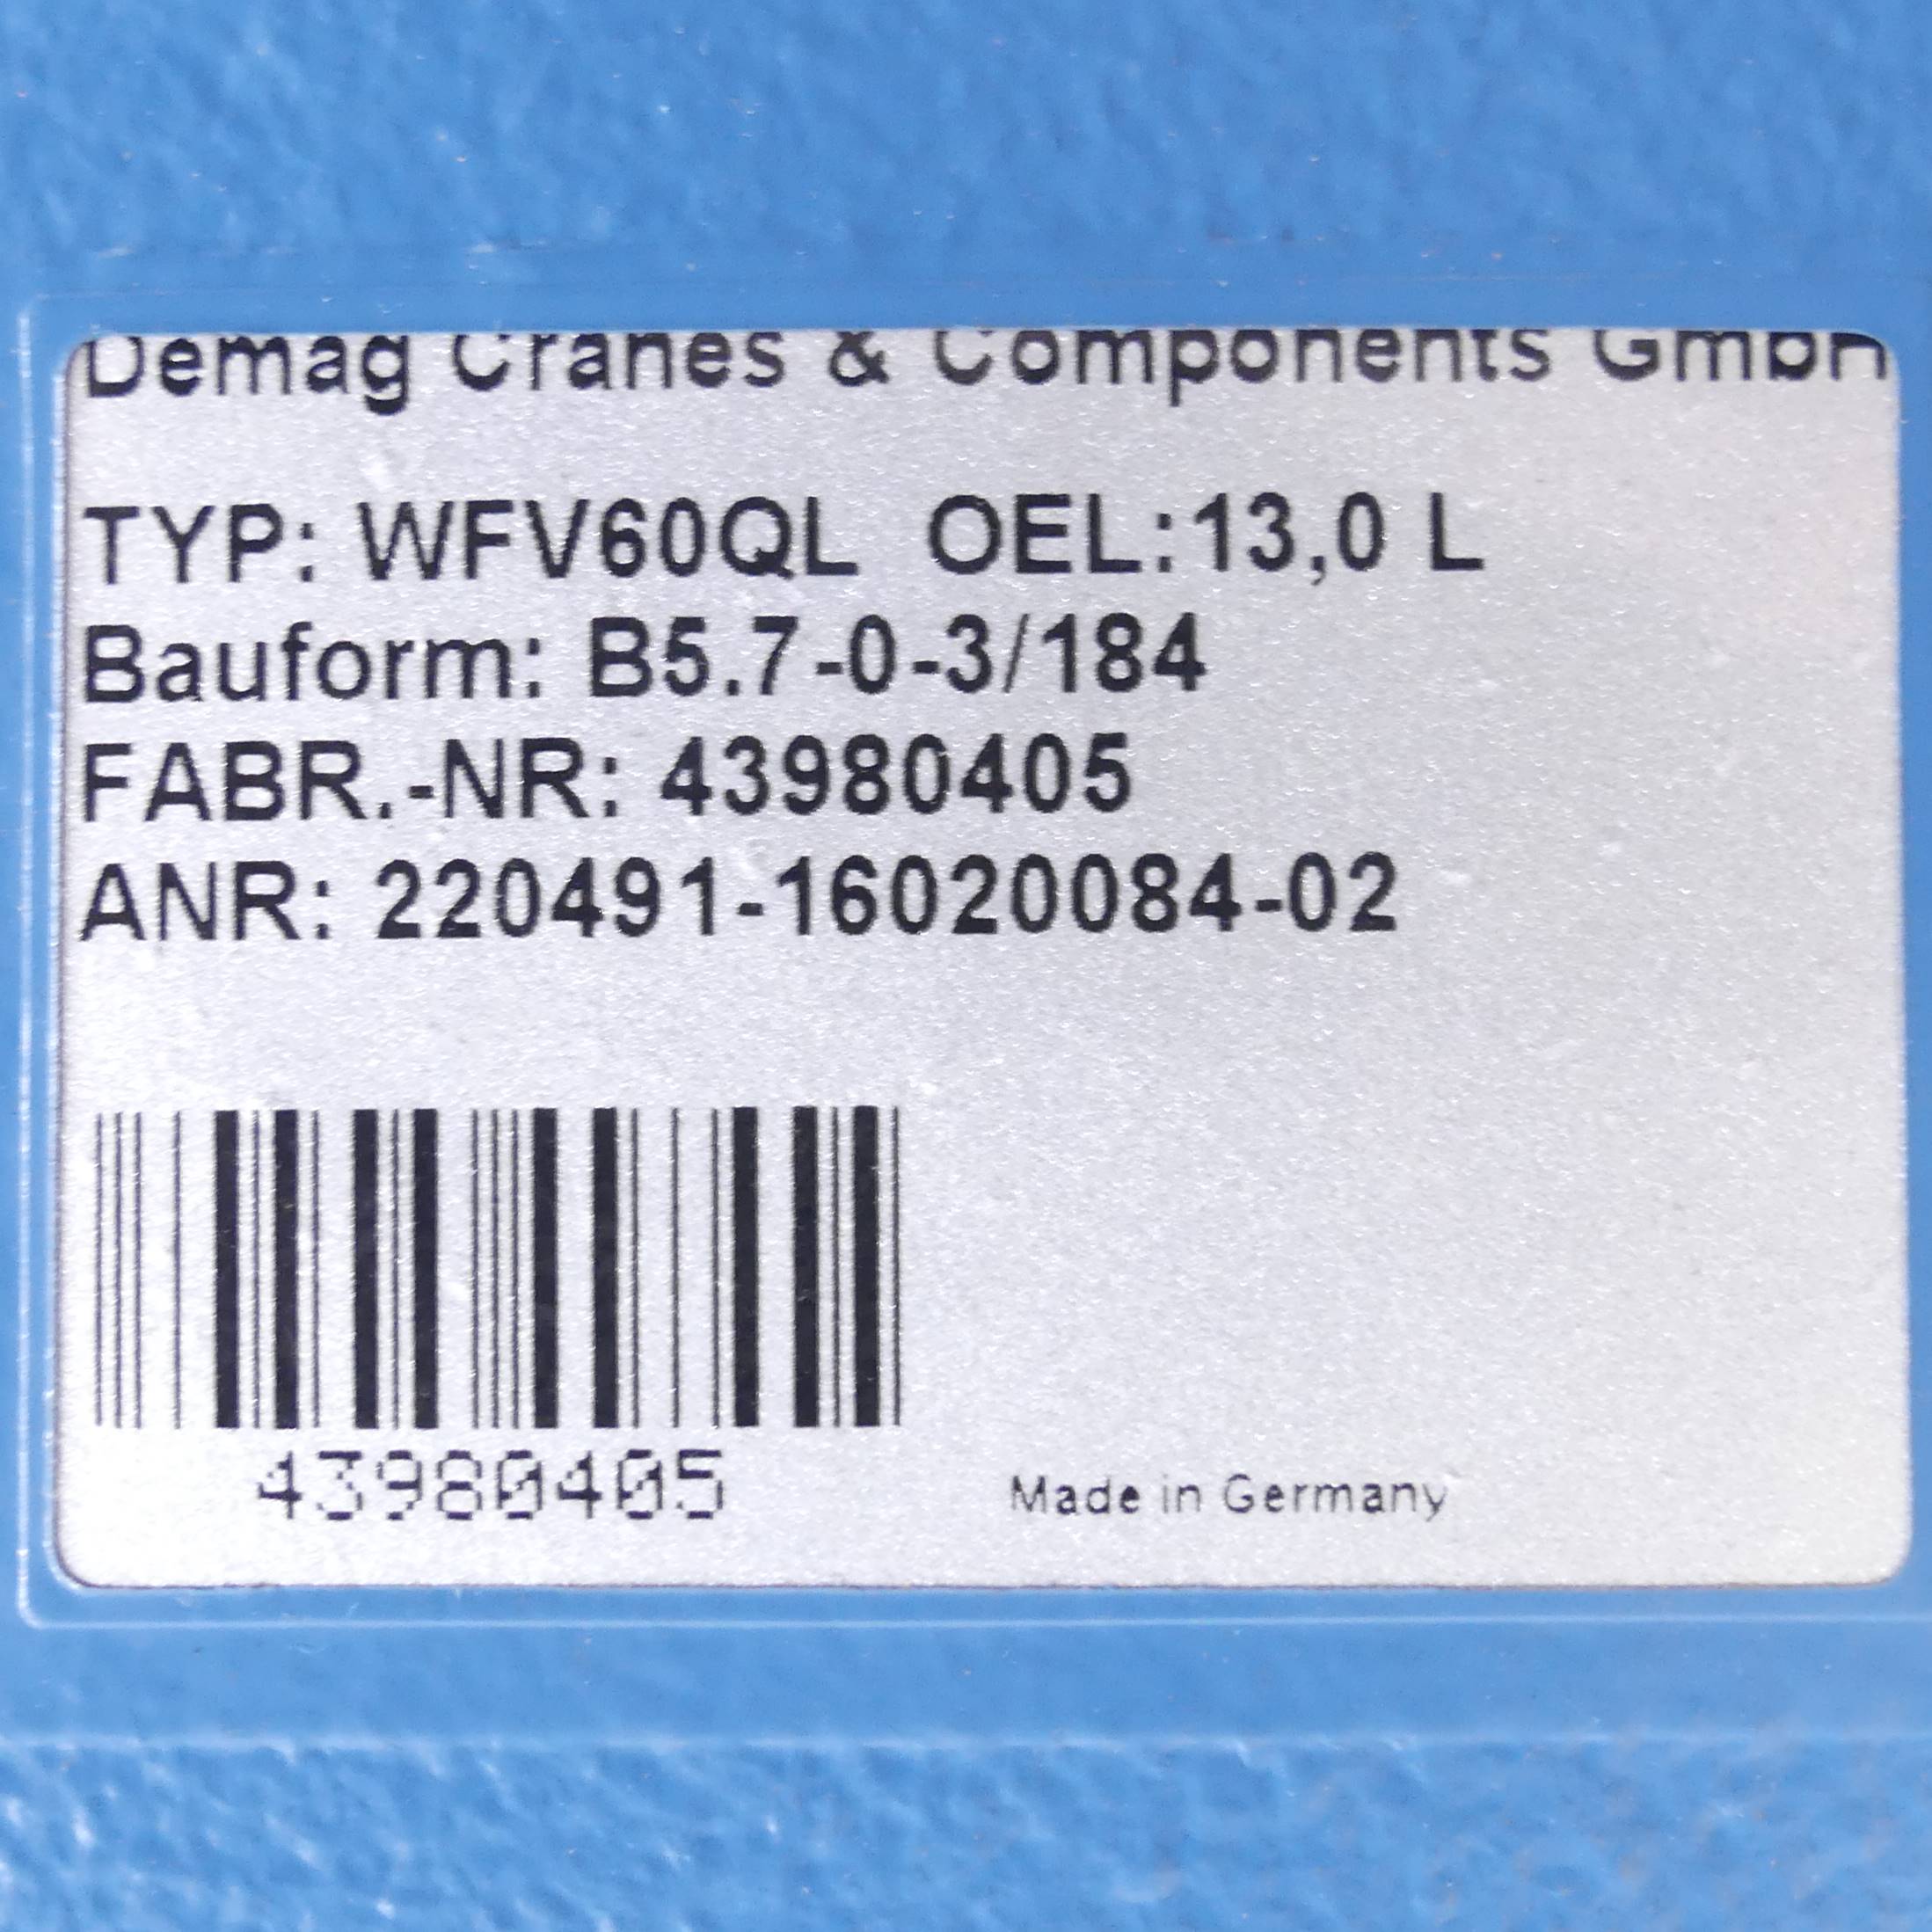 Demag Cranes & Components GmbH
TYP: WFV60QL OEL:13,0 L
Bauform: B5.7-0-3/184
FABR.-NR: 43980405
ANR: 220491-16020084-02
43980405
Made in Germany